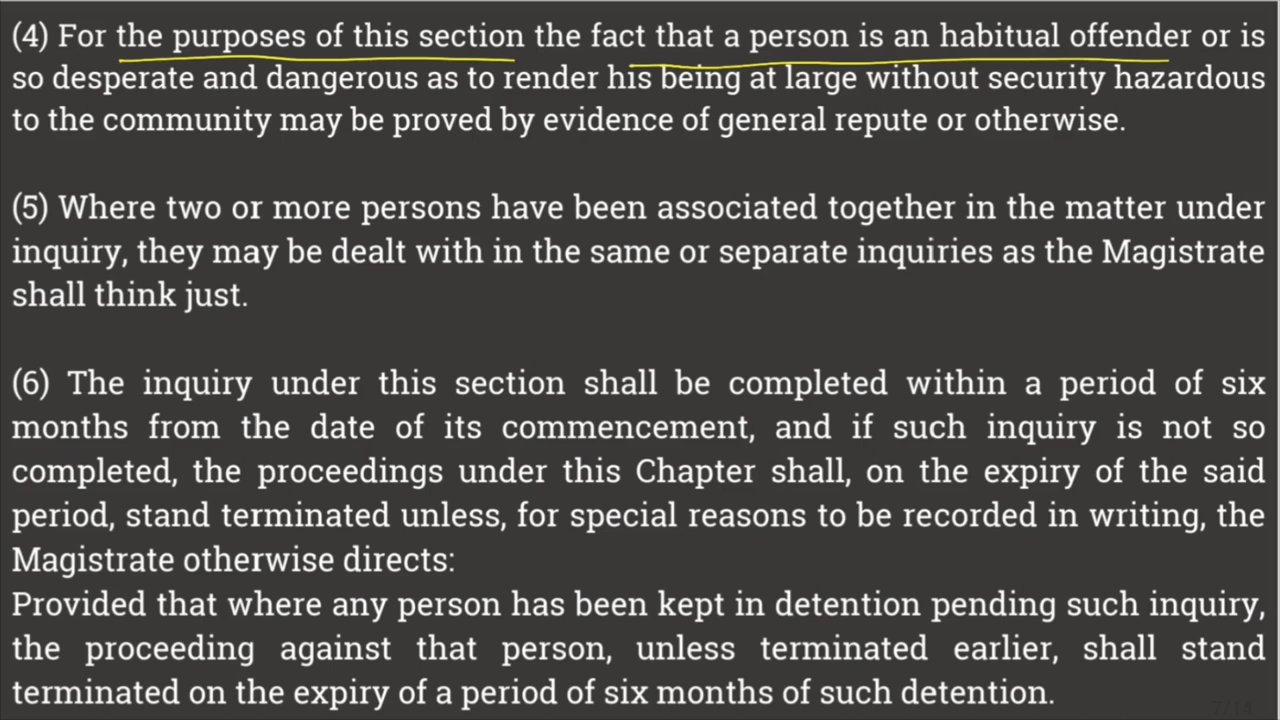 (4) For the purposes of this section the fact that a person is an habitual offender or is
so desperate and dangerous as to render his being at large without security hazardous
to the community may be proved by evidence of general repute or otherwise.
(5) Where two or more persons have been associated together in the matter under
inquiry, they may be dealt with in the same or separate inquiries as the Magistrate
shall think just.
(6) The inquiry under this section shall be completed within a period of six
months from the date of its commencement, and if such inquiry is not so
completed, the proceedings under this Chapter shall, on the expiry of the said
period, stand terminated unless, for special reasons to be recorded in writing, the
Magistrate otherwise directs:
Provided that where any person has been kept in detention pending such inquiry,
the proceeding against that person, unless terminated earlier, shall stand
terminated on the expiry of a period of six months of such detention.